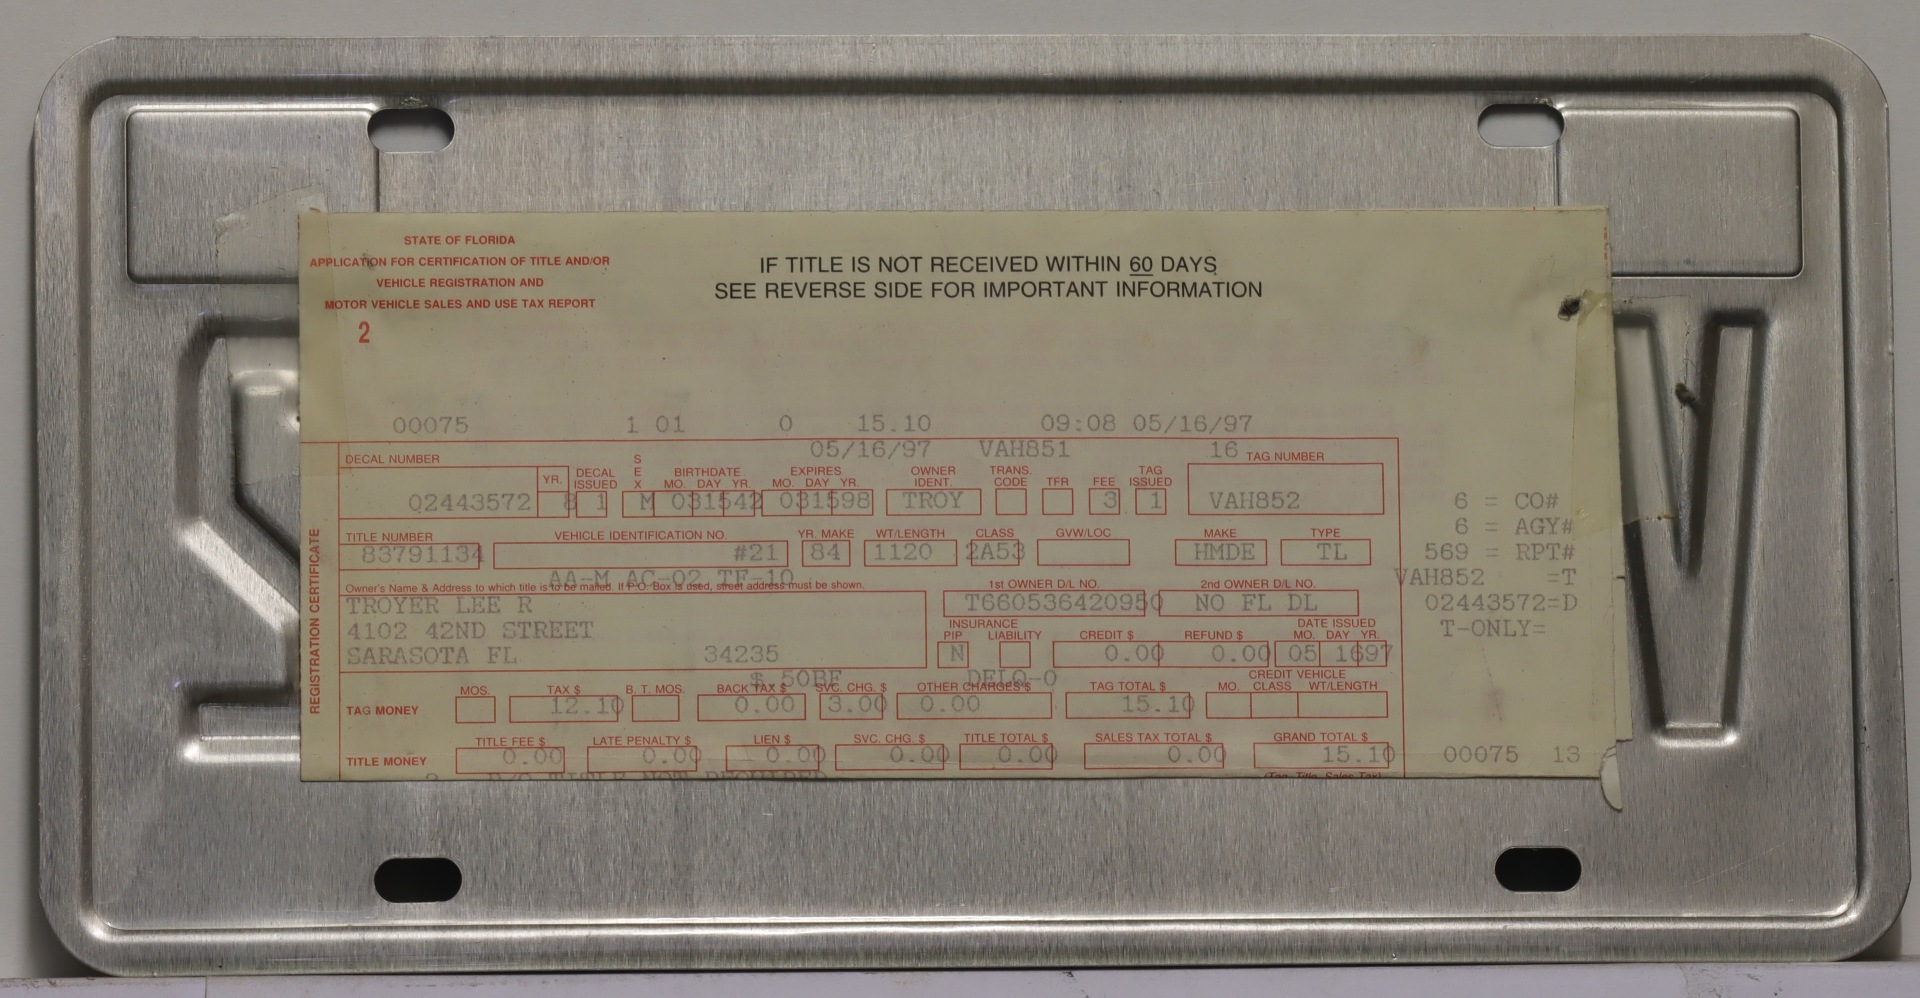 STATE OF FLORIDA
APPLICATION FOR CERTIFICATION OF TITLE AND/OR
VEHICLE REGISTRATION AND
MOTOR VEHICLE SALES AND USE TAX REPORT
2
IF TITLE IS NOT RECEIVED WITHIN 60 DAYS
SEE REVERSE SIDE FOR IMPORTANT INFORMATION
00075 1 01 0 15.10 09:08 05/16/97
05/16/97 VAH851 16
DECAL NUMBER YR. DECAL ISSUED SEX BIRTHDATE MO. DAY YR. EXPIRES MO. DAY YR. OWNER IDENT. TRANS. CODE TFR FEE TAG ISSUED TAG NUMBER
02443572 8 1 M 031542 031598 TROY 3 1 VAH852 6 = CO#
6 = AGY#
TITLE NUMBER VEHICLE IDENTIFICATION NO. YR. MAKE WT/LENGTH CLASS GVW/LOC MAKE TYPE
83791134 #21 84 1120 2A53 HMDE TL 569 = RPT#
AA-M AC-02 TF-10 VAH852 =T
Owner's Name & Address to which title is to be mailed. If P.O. Box is used, street address must be shown. 1st OWNER D/L NO. 2nd OWNER D/L NO.
TROYER LEE R T660536420950 NO FL DL 02443572=D
4102 42ND STREET T-ONLY=
INSURANCE PIP LIABILITY CREDIT $ REFUND $ DATE ISSUED MO. DAY YR.
SARASOTA FL 34235 N 0.00 0.00 05 1697
$.50BF DELQ-0
CREDIT VEHICLE
MOS. TAX $ B. T. MOS. BACK TAX $ SVC. CHG. $ OTHER CHARGES $ TAG TOTAL $ MO. CLASS WT/LENGTH
TAG MONEY 12.10 0.00 3.00 0.00 15.10
TITLE FEE $ LATE PENALTY $ LIEN $ SVC. CHG. $ TITLE TOTAL $ SALES TAX TOTAL $ GRAND TOTAL $
TITLE MONEY 0.00 0.00 0.00 0.00 0.00 0.00 15.10 00075 13
(Tag, Title, Sales Tax)
TITLE NOT REQUIRED
REGISTRATION CERTIFICATE